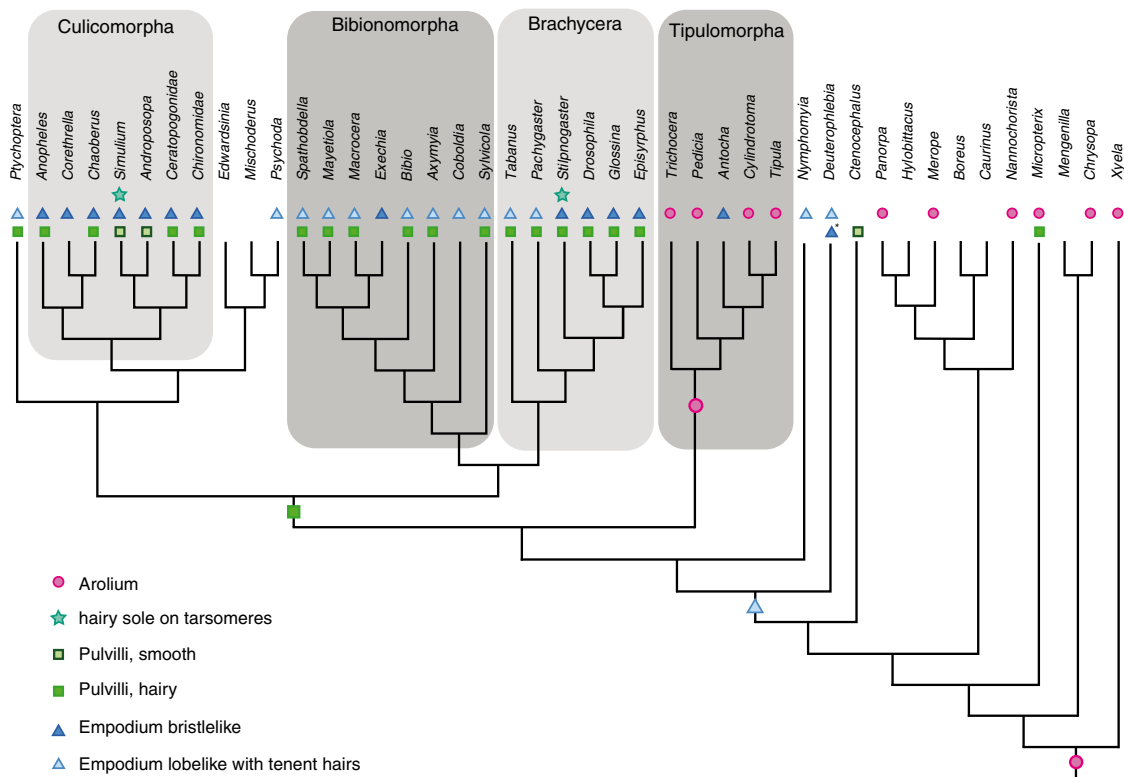 Culicomorpha
Bibionomorpha
Brachycera
Tipulomorpha
Ptychoptera
Anopheles
Corethrella
Chaoberus
Simulium
Androposopa
Ceratopogonidae
Chironomidae
Edwardsinia
Mischoderus
Psychoda
Spathobdella
Mayetiola
Macrocera
Exechia
Bibio
Axymyia
Coboldia
Sylvicola
Tabanus
Pachygaster
Stilpnogaster
Drosophila
Glossina
Episyrphus
Trichocera
Pedicia
Antocha
Cylindrotoma
Tipula
Nymphomyia
Deuterophlebia
Ctenocephalus
Panorpa
Hylobittacus
Merope
Boreus
Caurinus
Nannochorista
Micropterix
Mengenilla
Chrysopa
Xyela
Arolium
hairy sole on tarsomeres
Pulvilli, smooth
Pulvilli, hairy
Empodium bristlelike
Empodium lobelike with tenent hairs